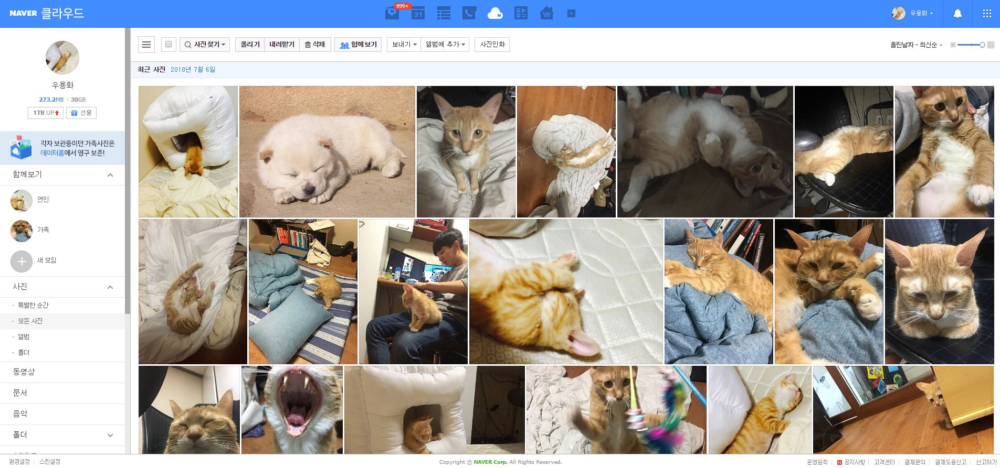 NAVER 클라우드
999+
31
우용화
우용화
273.2MB | 30GB
1TB UP
선물
각자 보관중이던 가족사진은
데이터홈에서 영구 보존!
함께보기
연인
가족
새 모임
사진
특별한 순간
모든 사진
앨범
폴더
동영상
문서
음악
폴더
환경설정 | 스킨설정
사진찾기 올리기 내려받기 삭제 함께보기 보내기 앨범에 추가 사진인화
올린날짜 - 최신순
최근 사진 2018년 7월 6일
SYSTEM SOFTWARE
Copyright © NAVER Corp. All Rights Reserved.
운영원칙 | N 공지사항 | 고객센터 | 결제문의 | 결제도용신고 | 신고하기